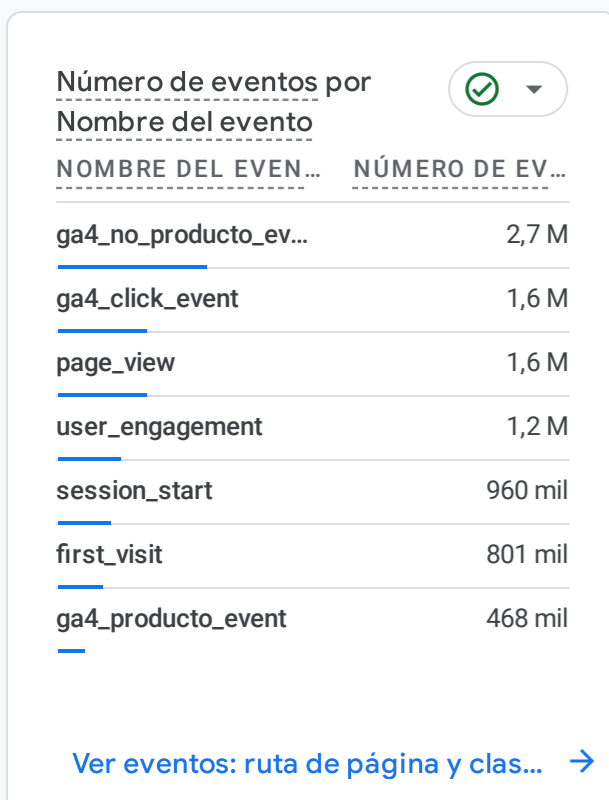 Número de eventos por
Nombre del evento
NOMBRE DEL EVEN... NÚMERO DE EV...
ga4_no_producto_ev... 2,7 M
ga4_click_event 1,6 M
page_view 1,6 M
user_engagement 1,2 M
session_start 960 mil
first_visit 801 mil
ga4_producto_event 468 mil
Ver eventos: ruta de página y clas...